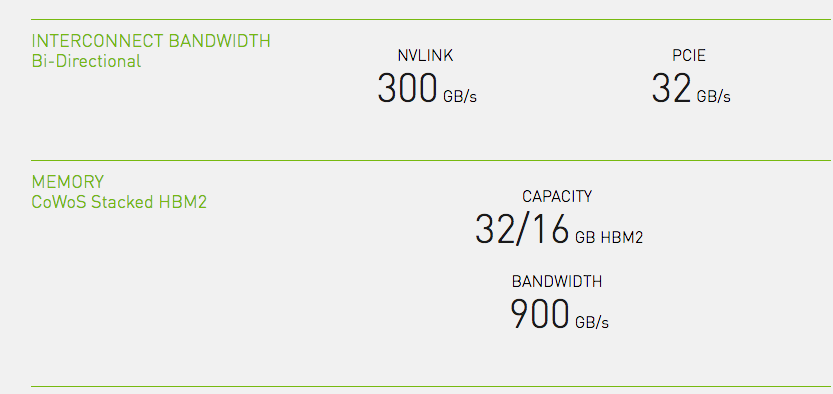 INTERCONNECT BANDWIDTH
Bi-Directional
NVLINK
300 GB/s
PCIE
32 GB/s
MEMORY
CoWoS Stacked HBM2
CAPACITY
32/16 GB HBM2
BANDWIDTH
900 GB/s